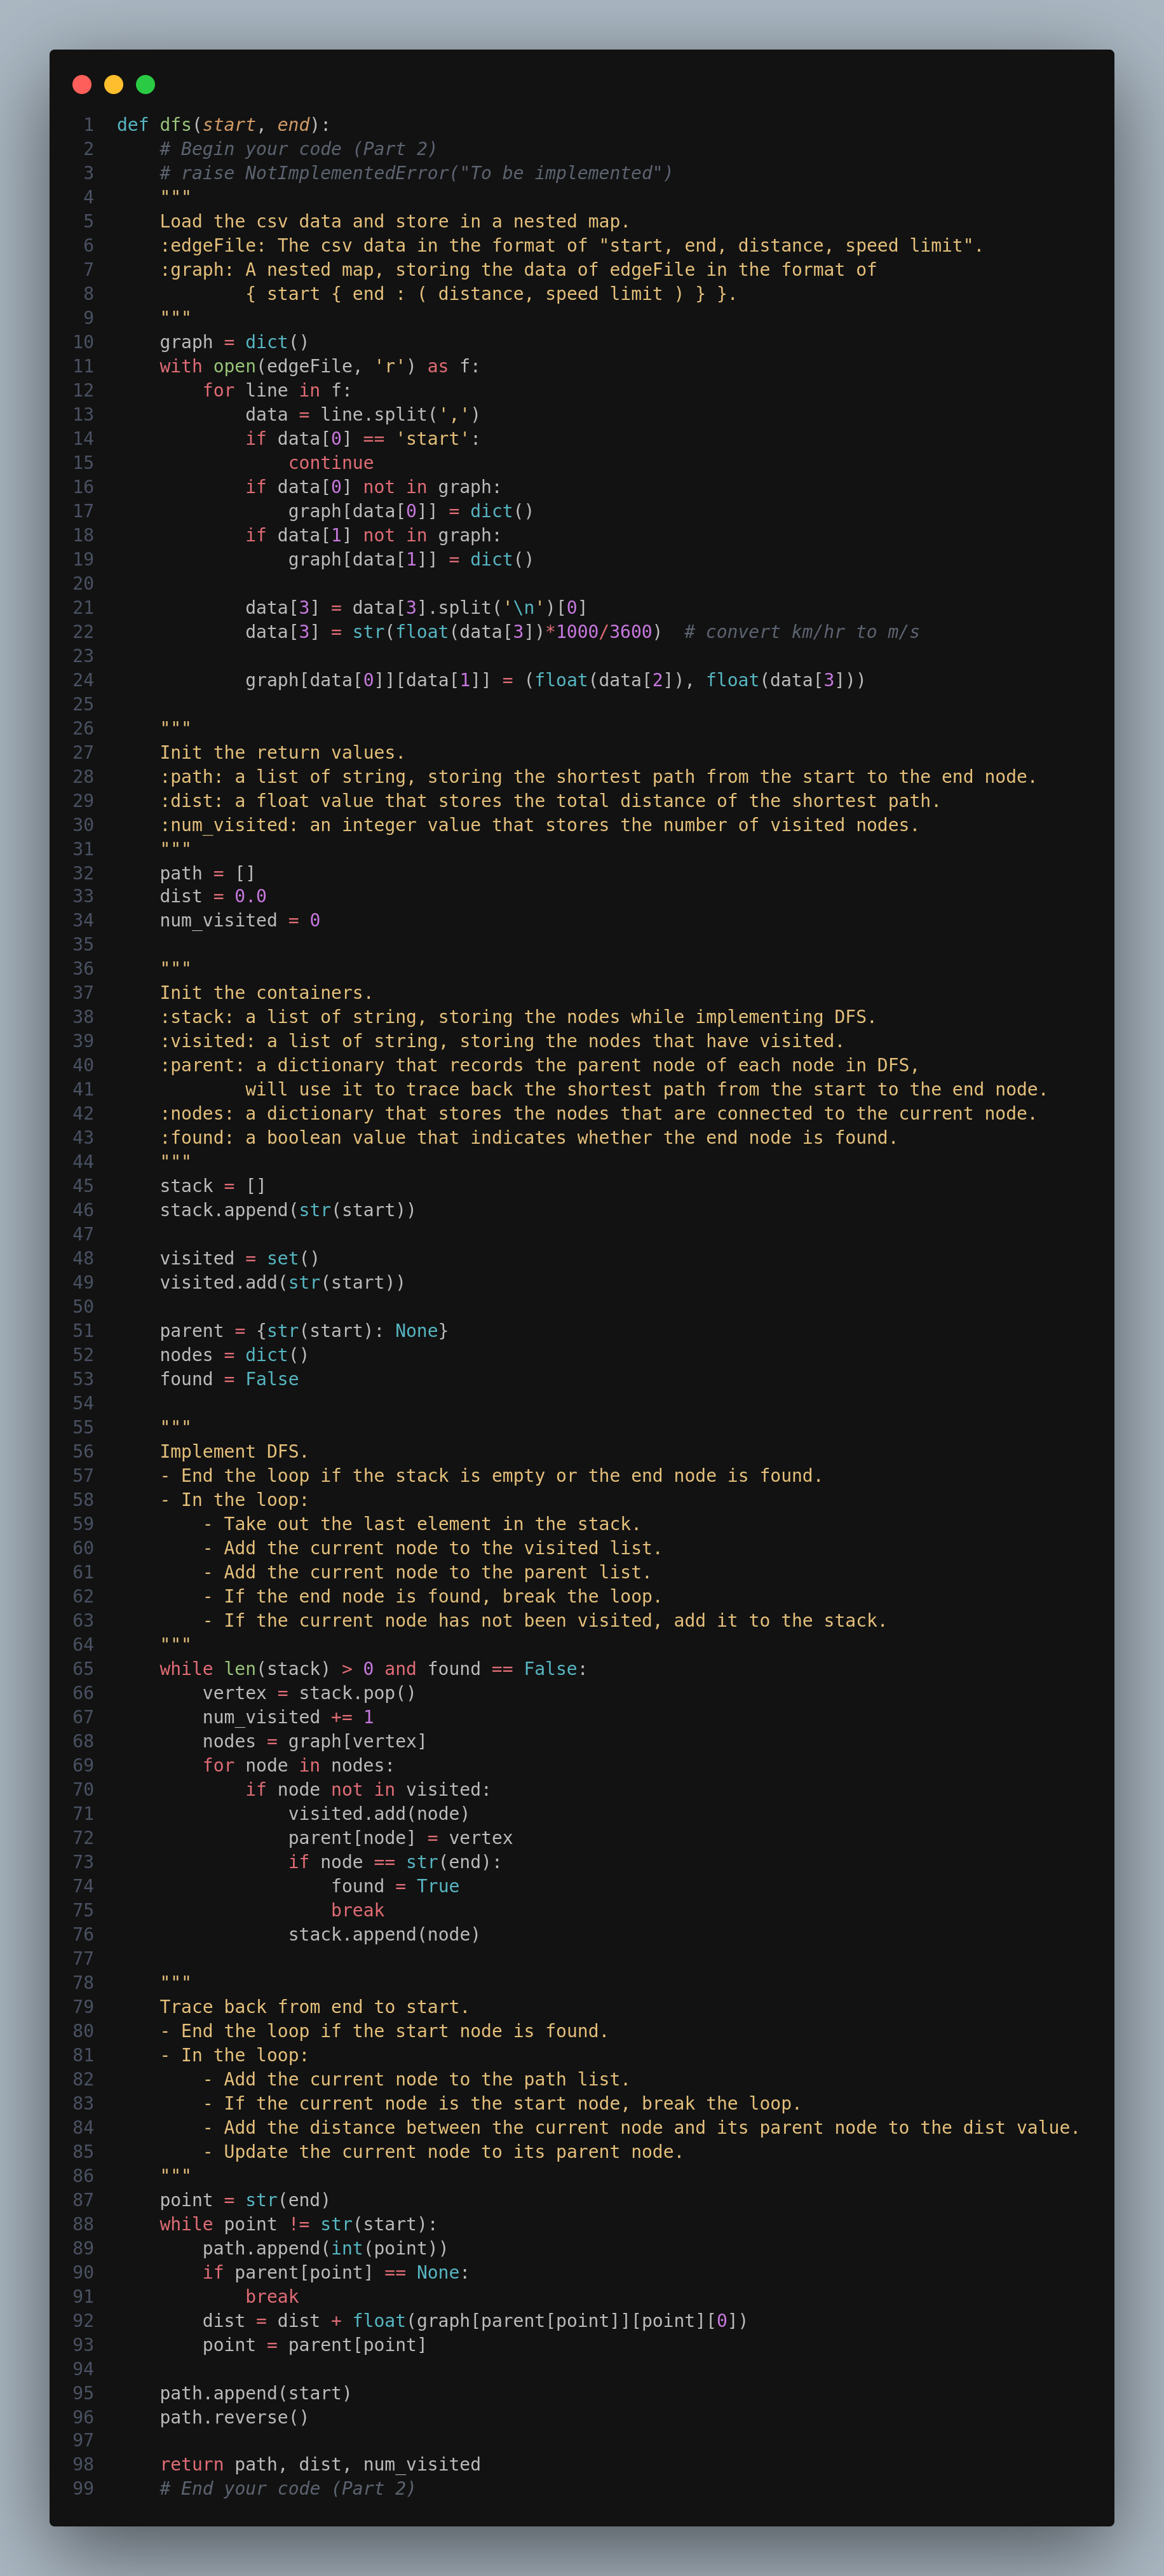 1 def dfs(start, end):
2     # Begin your code (Part 2)
3     # raise NotImplementedError("To be implemented")
4     """
5     Load the csv data and store in a nested map.
6     :edgeFile: The csv data in the format of "start, end, distance, speed limit".
7     :graph: A nested map, storing the data of edgeFile in the format of
8             { start { end : ( distance, speed limit ) } }.
9     """
10     graph = dict()
11     with open(edgeFile, 'r') as f:
12         for line in f:
13             data = line.split(',')
14             if data[0] == 'start':
15                 continue
16             if data[0] not in graph:
17                 graph[data[0]] = dict()
18             if data[1] not in graph:
19                 graph[data[1]] = dict()
20
21             data[3] = data[3].split('\n')[0]
22             data[3] = str(float(data[3])*1000/3600)  # convert km/hr to m/s
23
24             graph[data[0]][data[1]] = (float(data[2]), float(data[3]))
25
26     """
27     Init the return values.
28     :path: a list of string, storing the shortest path from the start to the end node.
29     :dist: a float value that stores the total distance of the shortest path.
30     :num_visited: an integer value that stores the number of visited nodes.
31     """
32     path = []
33     dist = 0.0
34     num_visited = 0
35
36     """
37     Init the containers.
38     :stack: a list of string, storing the nodes while implementing DFS.
39     :visited: a list of string, storing the nodes that have visited.
40     :parent: a dictionary that records the parent node of each node in DFS,
41             will use it to trace back the shortest path from the start to the end node.
42     :nodes: a dictionary that stores the nodes that are connected to the current node.
43     :found: a boolean value that indicates whether the end node is found.
44     """
45     stack = []
46     stack.append(str(start))
47
48     visited = set()
49     visited.add(str(start))
50
51     parent = {str(start): None}
52     nodes = dict()
53     found = False
54
55     """
56     Implement DFS.
57     - End the loop if the stack is empty or the end node is found.
58     - In the loop:
59         - Take out the last element in the stack.
60         - Add the current node to the visited list.
61         - Add the current node to the parent list.
62         - If the end node is found, break the loop.
63         - If the current node has not been visited, add it to the stack.
64     """
65     while len(stack) > 0 and found == False:
66         vertex = stack.pop()
67         num_visited += 1
68         nodes = graph[vertex]
69         for node in nodes:
70             if node not in visited:
71                 visited.add(node)
72                 parent[node] = vertex
73                 if node == str(end):
74                     found = True
75                     break
76                 stack.append(node)
77
78     """
79     Trace back from end to start.
80     - End the loop if the start node is found.
81     - In the loop:
82         - Add the current node to the path list.
83         - If the current node is the start node, break the loop.
84         - Add the distance between the current node and its parent node to the dist value.
85         - Update the current node to its parent node.
86     """
87     point = str(end)
88     while point != str(start):
89         path.append(int(point))
90         if parent[point] == None:
91             break
92         dist = dist + float(graph[parent[point]][point][0])
93         point = parent[point]
94
95     path.append(start)
96     path.reverse()
97
98     return path, dist, num_visited
99     # End your code (Part 2)